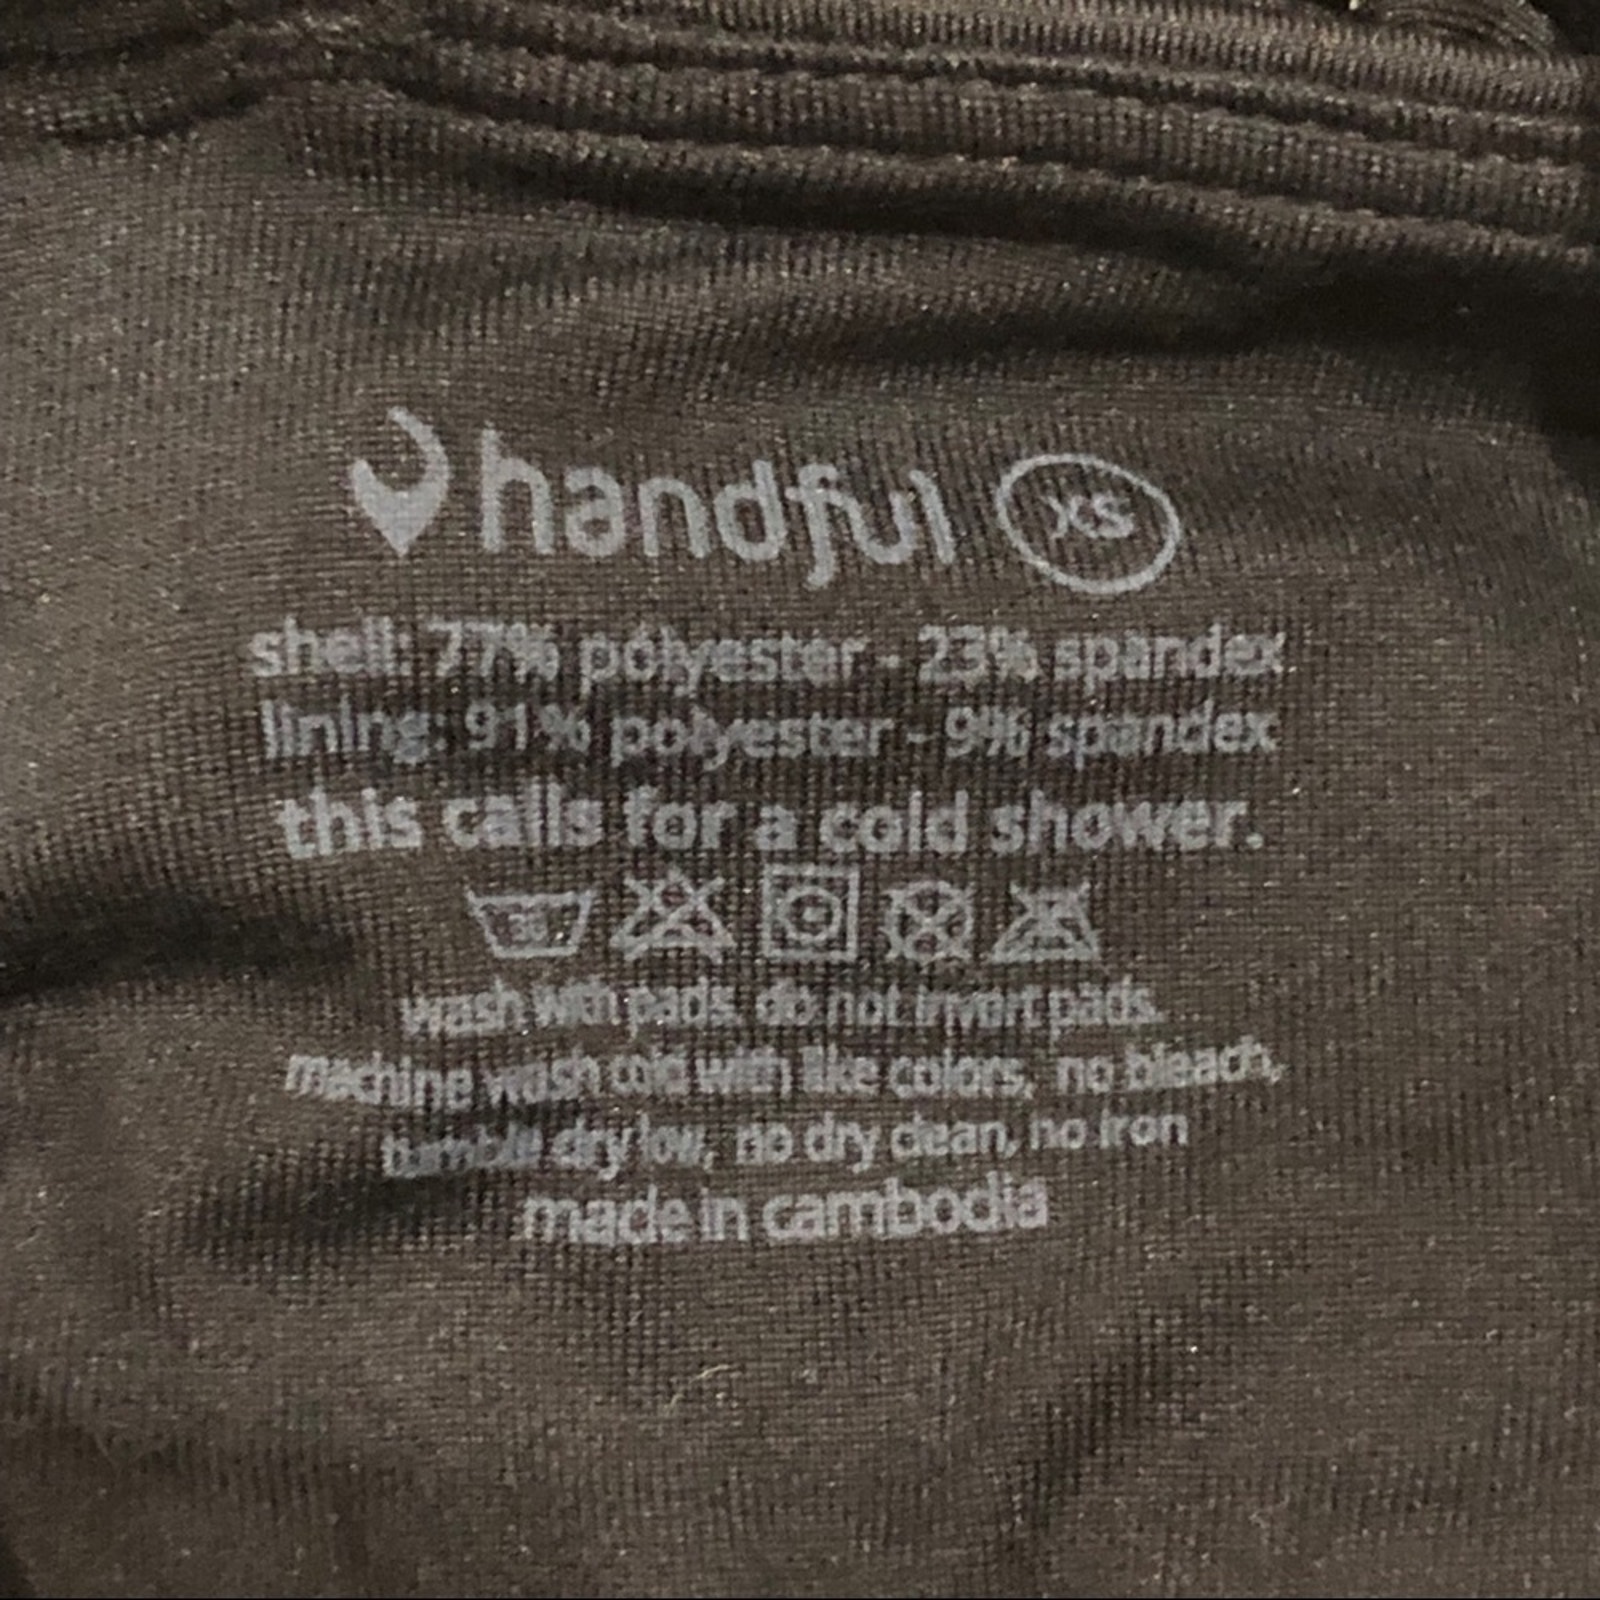 handful XS
shell: 77% polyester - 23% spandex
lining: 91% polyester - 9% spandex
this calls for a cold shower.
wash with pads. do not invert pads.
machine wash cold with like colors, no bleach,
tumble dry low, no dry clean, no iron
made in cambodia